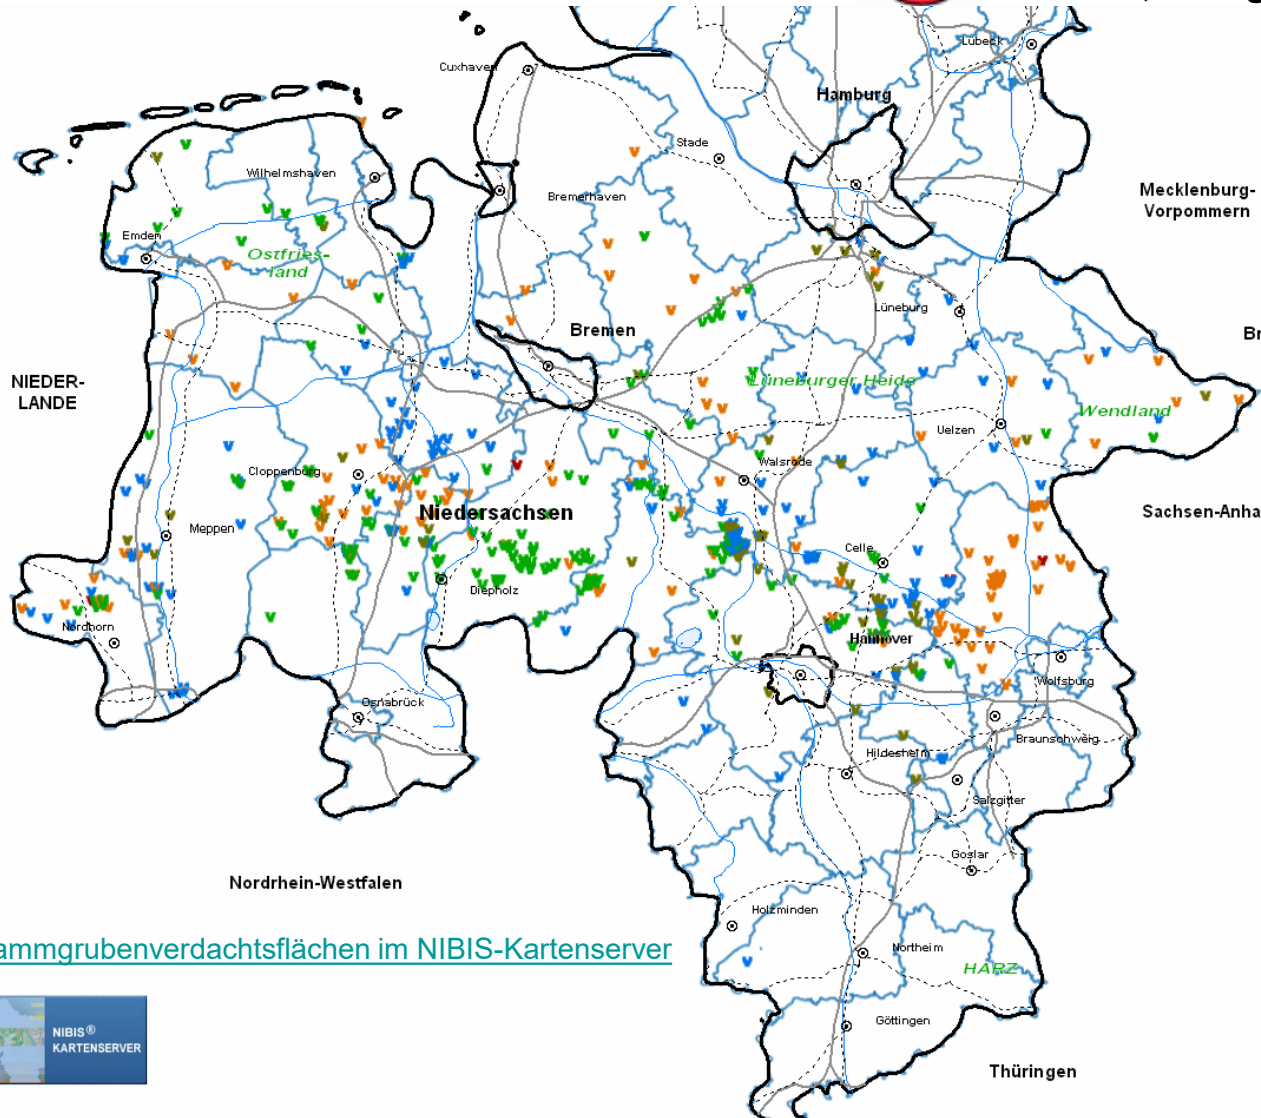 Lübeck
Cuxhaven
Hamburg
Stade
Wilhelmshaven
Bremerhaven
Mecklenburg-
Vorpommern
Emden
Ostfries-
land
Lüneburg
Bremen
NIEDER-
LANDE
Lüneburger Heide
Wendland
Uelzen
Cloppenburg
Walsrode
Niedersachsen
Meppen
Celle
Diepholz
Nordhorn
Hannover
Wolfsburg
Osnabrück
Braunschweig
Hildesheim
Salzgitter
Goslar
Nordrhein-Westfalen
Holzminden
ammgrubenverdachtsflächen im NIBIS-Kartenserver
Northeim
HARZ
Göttingen
NIBIS®
KARTENSERVER
Thüringen
Sachsen-Anha
Br